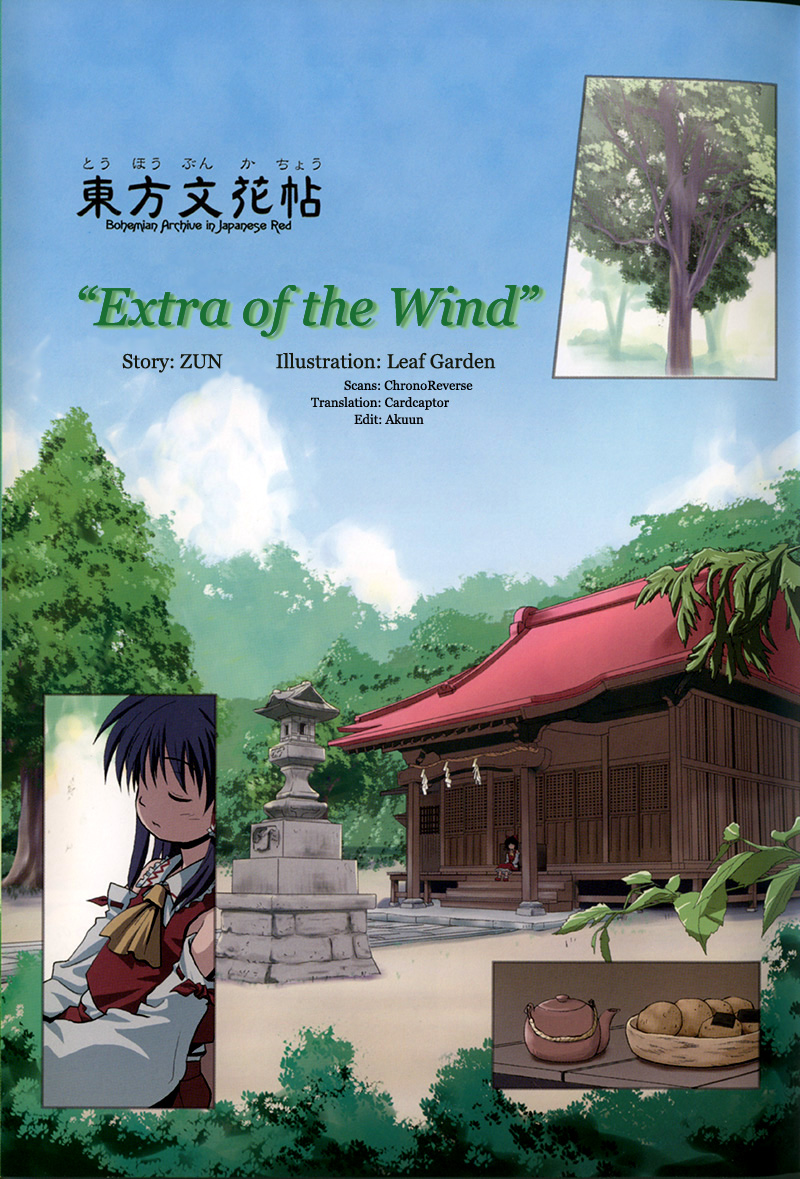 とう ほう ぶん か ちょう
東方文花帖
Bohemian Archive in Japanese Red
“Extra of the Wind”
Story: ZUN Illustration: Leaf Garden
Scans: ChronoReverse
Translation: Cardcaptor
Edit: Akuun